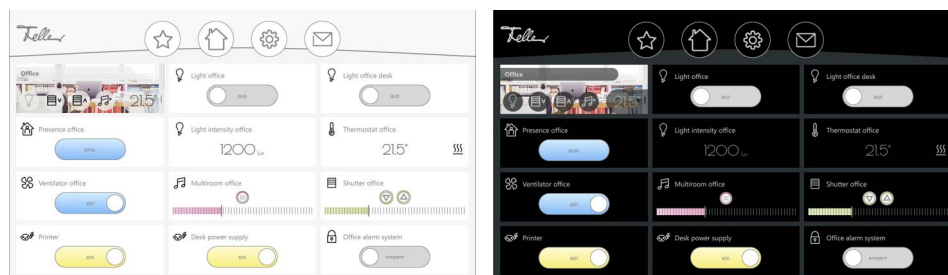 Feller
Office
21.5°
Light office
aus
Light office desk
aus
Presence office
Light intensity office
1200 Lux
Thermostat office
21.5°
Ventilator office
ein
Multiroom office
Shutter office
Printer
ein
Desk power supply
ein
Office alarm system
Feller
Office
21.5°
Light office
aus
Light office desk
aus
Presence office
Light intensity office
1200 Lux
Thermostat office
21.5°
Ventilator office
ein
Multiroom office
Shutter office
Printer
ein
Desk power supply
ein
Office alarm system